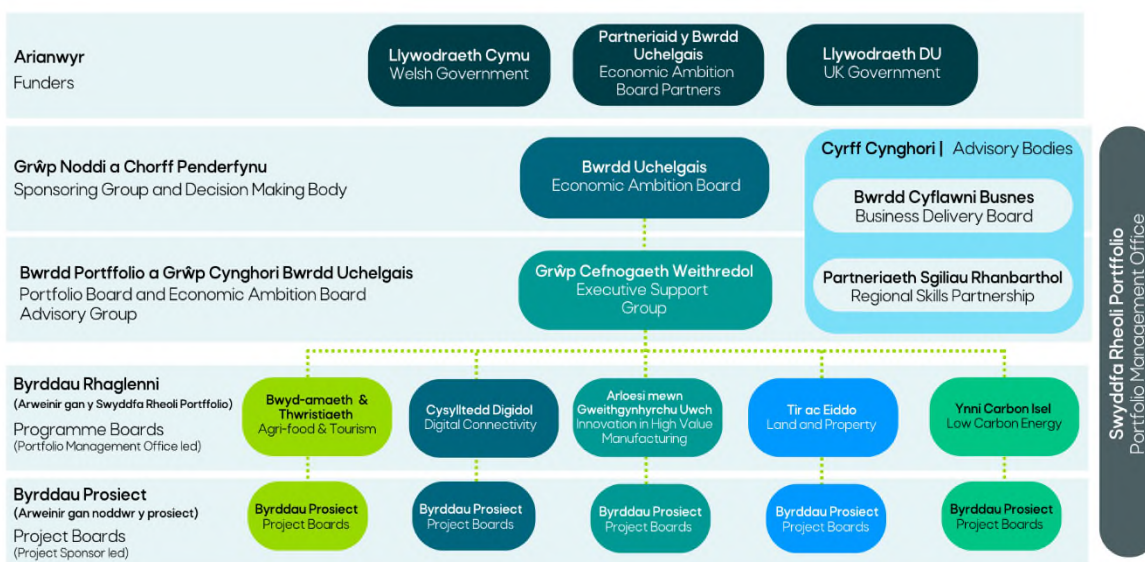 Arianwyr
Funders
Llywodraeth Cymu
Welsh Government
Partneriaid y Bwrdd
Uchelgais
Economic Ambition
Board Partners
Llywodraeth DU
UK Government
Grŵp Noddi a Chorff Penderfynu
Sponsoring Group and Decision Making Body
Bwrdd Uchelgais
Economic Ambition Board
Cyrff Cynghori | Advisory Bodies
Bwrdd Cyflawni Busnes
Business Delivery Board
Bwrdd Portffolio a Grŵp Cynghori Bwrdd Uchelgais
Portfolio Board and Economic Ambition Board
Advisory Group
Grŵp Cefnogaeth Weithredol
Executive Support
Group
Partneriaeth Sgiliau Rhanbarthol
Regional Skills Partnership
Byrddau Rhaglenni
(Arweinir gan y Swyddfa Rheoli Portffolio)
Programme Boards
(Portfolio Management Office led)
Bwyd-amaeth &
Thwristiaeth
Agri-food & Tourism
Cysylltedd Digidol
Digital Connectivity
Arloesi mewn
Gweithgynhyrchu Uwch
Innovation in High Value
Manufacturing
Tir ac Eiddo
Land and Property
Ynni Carbon Isel
Low Carbon Energy
Byrddau Prosiect
(Arweinir gan noddwr y prosiect)
Project Boards
(Project Sponsor led)
Byrddau Prosiect
Project Boards
Byrddau Prosiect
Project Boards
Byrddau Prosiect
Project Boards
Byrddau Prosiect
Project Boards
Byrddau Prosiect
Project Boards
Swyddfa Rheoli Portffolio
Portfolio Management Office